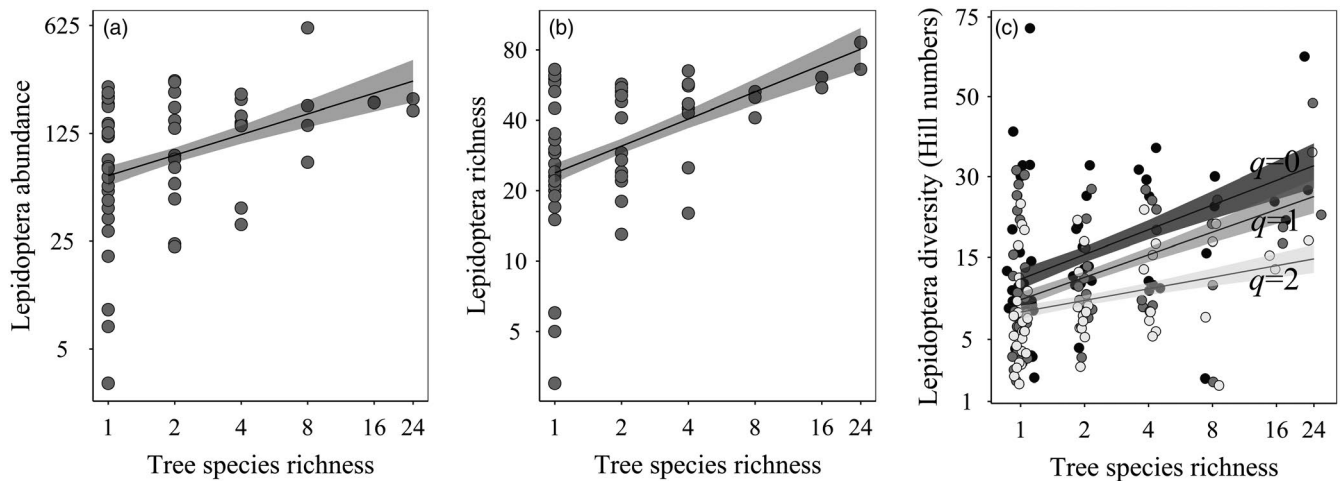 (a)
Lepidoptera abundance
625
125
25
5
1 2 4 8 16 24
Tree species richness
(b)
Lepidoptera richness
80
40
20
10
5
1 2 4 8 16 24
Tree species richness
(c)
Lepidoptera diversity (Hill numbers)
75
50
30
15
5
1
q=0
q=1
q=2
1 2 4 8 16 24
Tree species richness